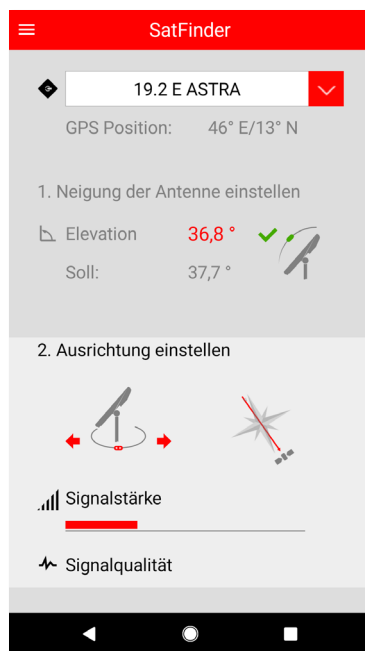 SatFinder
19.2 E ASTRA
GPS Position: 46° E/13° N
1. Neigung der Antenne einstellen
Elevation 36,8 °
Soll: 37,7 °
2. Ausrichtung einstellen
Signalstärke
Signalqualität